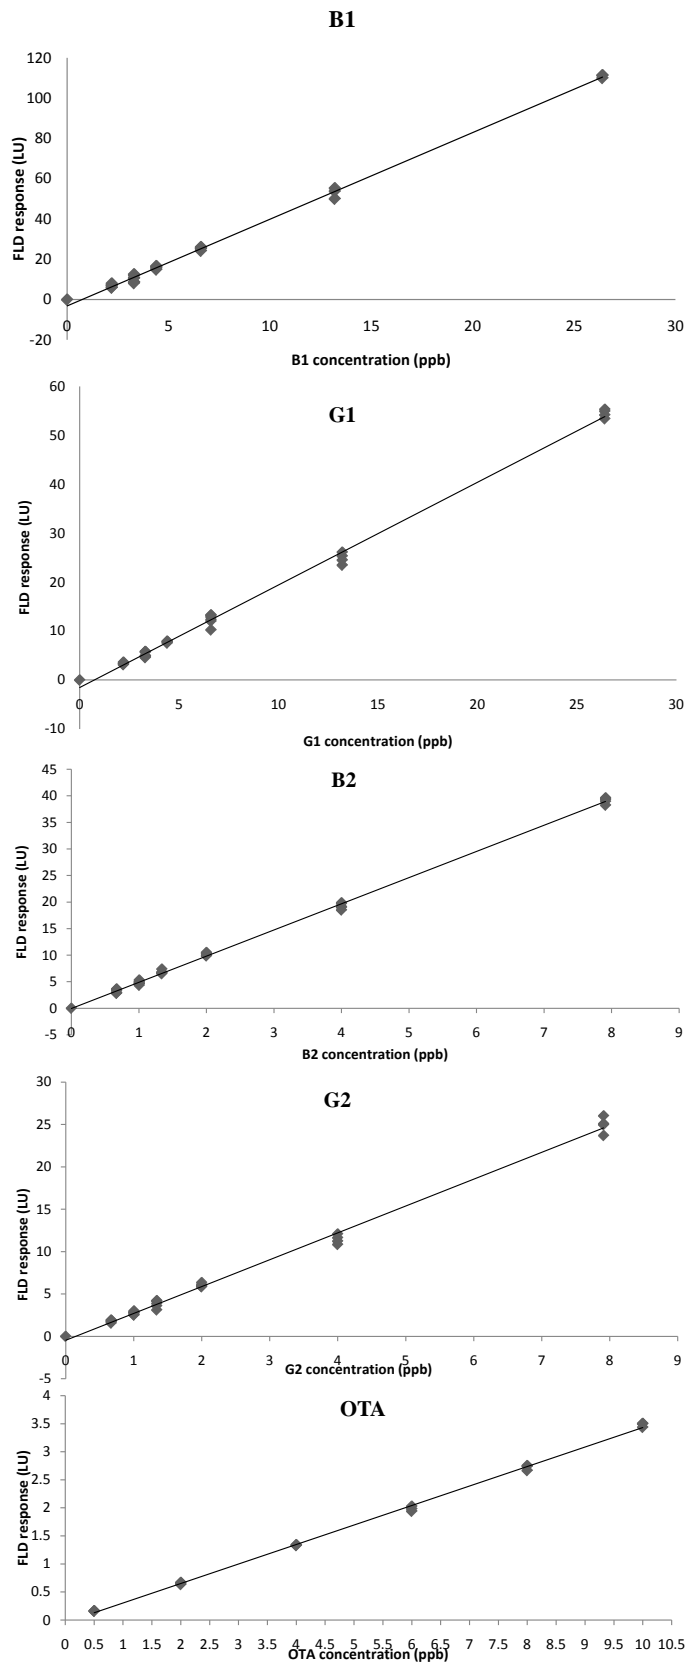 B1
120
100
80
60
40
20
0
-20
FLD response (LU)
0 5 10 15 20 25 30
B1 concentration (ppb)
G1
60
50
40
30
20
10
0
-10
FLD response (LU)
0 5 10 15 20 25 30
G1 concentration (ppb)
B2
45
40
35
30
25
20
15
10
5
0
-5
FLD response (LU)
0 1 2 3 4 5 6 7 8 9
B2 concentration (ppb)
G2
30
25
20
15
10
5
0
-5
FLD response (LU)
0 1 2 3 4 5 6 7 8 9
G2 concentration (ppb)
OTA
4
3.5
3
2.5
2
1.5
1
0.5
0
FLD response (LU)
0 0.5 1 1.5 2 2.5 3 3.5 4 4.5 5 5.5 6 6.5 7 7.5 8 8.5 9 9.5 10 10.5
OTA concentration (ppb)